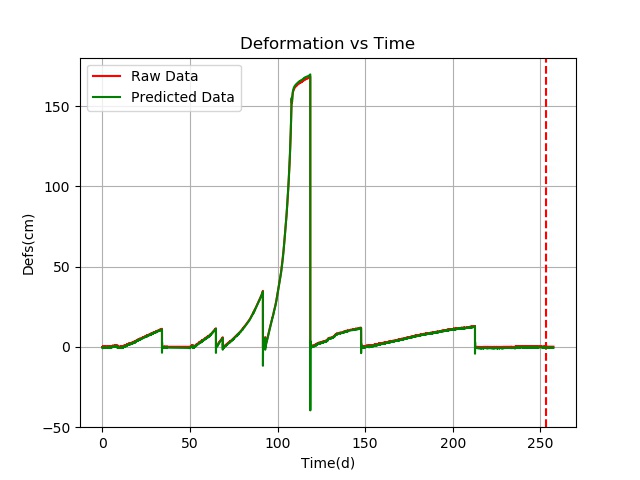 Deformation vs Time
Raw Data
Predicted Data
Defs(cm)
150
100
50
0
−50
0 50 100 150 200 250
Time(d)